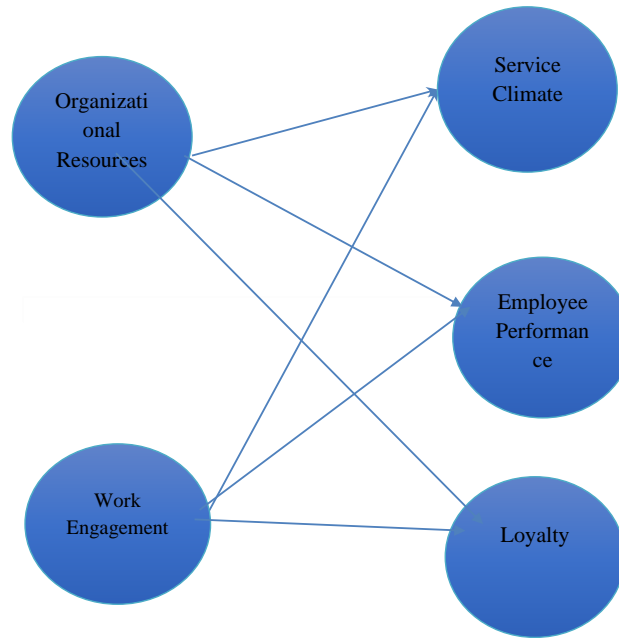 Organizati
onal
Resources
Service
Climate
Employee
Performan
ce
Work
Engagement
Loyalty